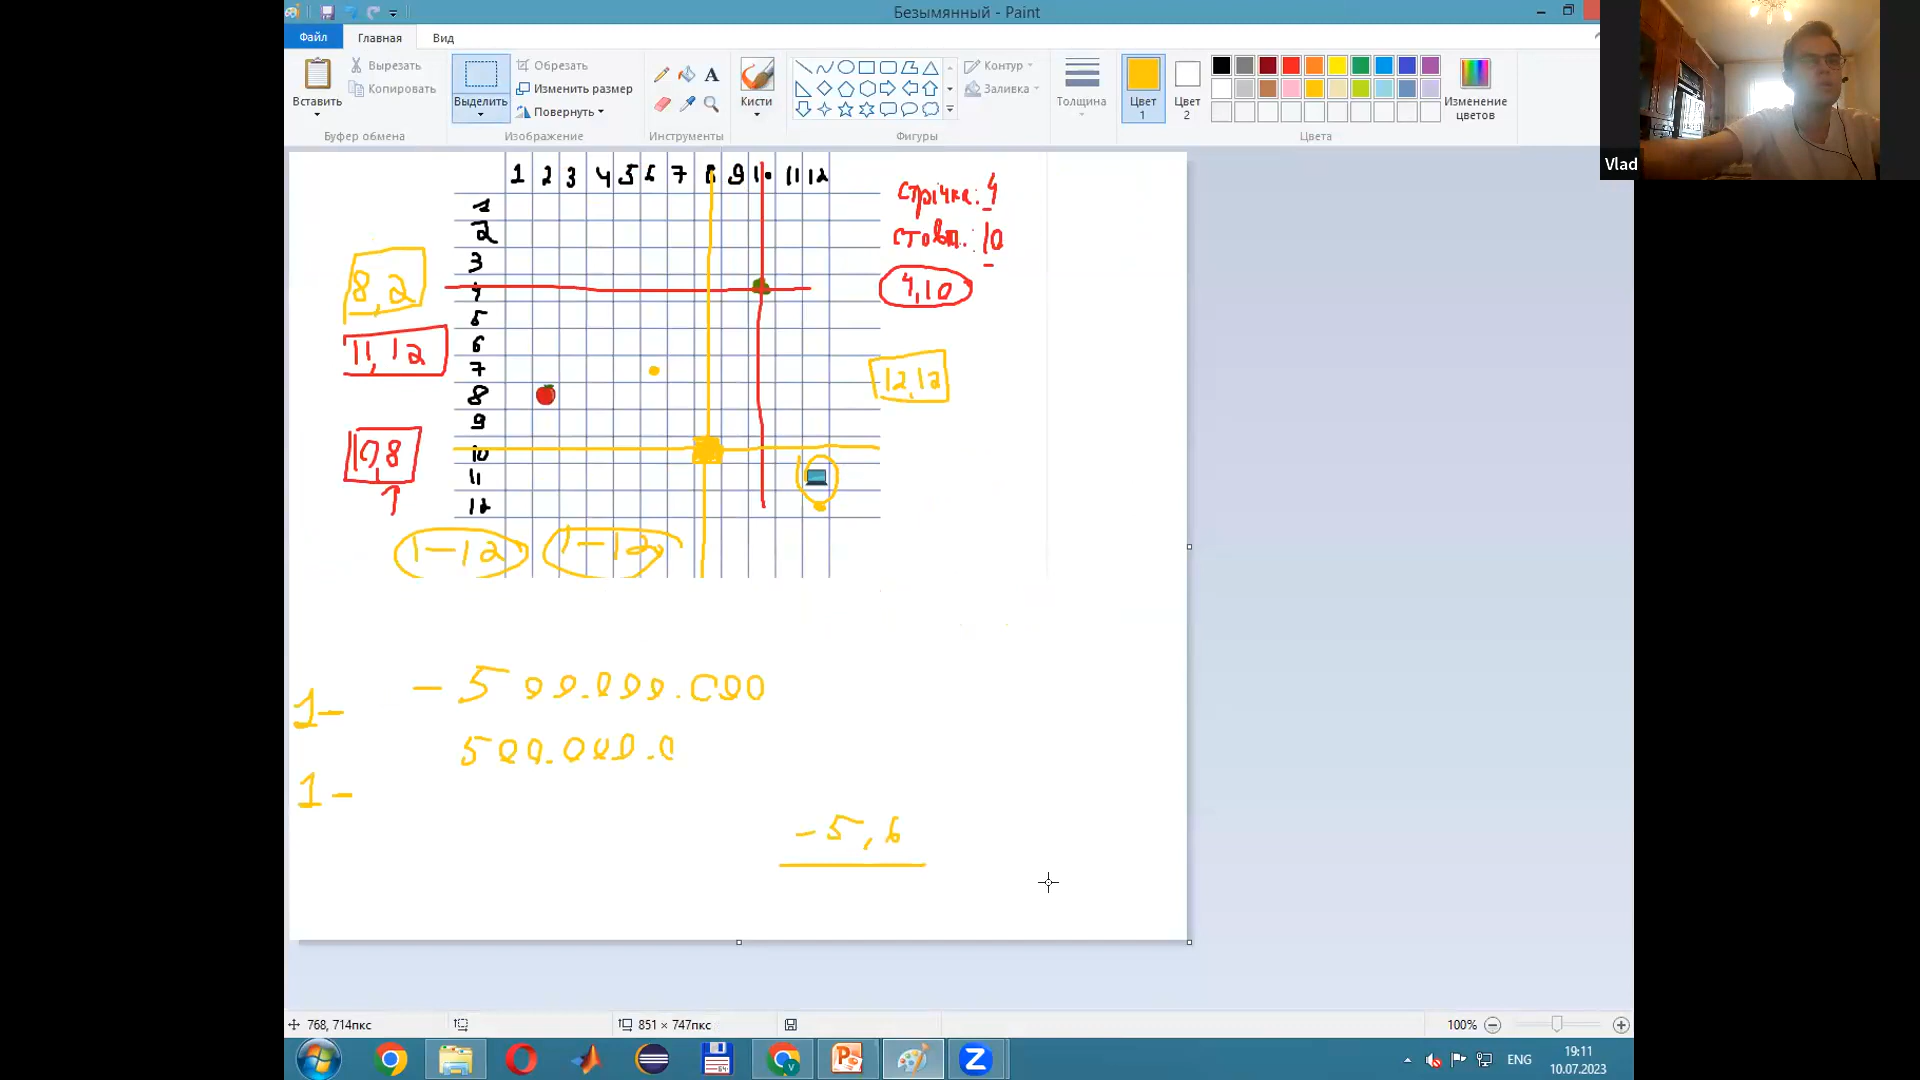 Безымянный - Paint
Файл
Главная
Вид
Вставить
Вырезать
Копировать
Буфер обмена
Выделить
Обрезать
Изменить размер
Повернуть
Изображение
A
Инструменты
Кисти
Контур
Заливка
Фигуры
Толщина
Цвет
1
Цвет
2
Изменение
цветов
Цвета
Vlad
1 2 3 4 5 6 7 8 9 10 11 12
1
2
3
4
5
6
7
8
9
10
11
12
8,2
11,12
10,8
стрічка: 4
стовп.: 10
4,10
12,12
1-12
1-12
1-
- 500.000.000
500.000.0
1-
-5,6
768, 714пкс
851 × 747пкс
100%
V
64
P
Z
ENG
19:11
10.07.2023